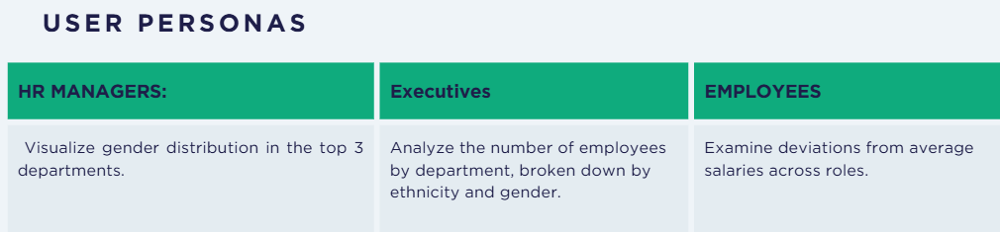 USER PERSONAS
HR MANAGERS:
Visualize gender distribution in the top 3
departments.
Executives
Analyze the number of employees
by department, broken down by
ethnicity and gender.
EMPLOYEES
Examine deviations from average
salaries across roles.